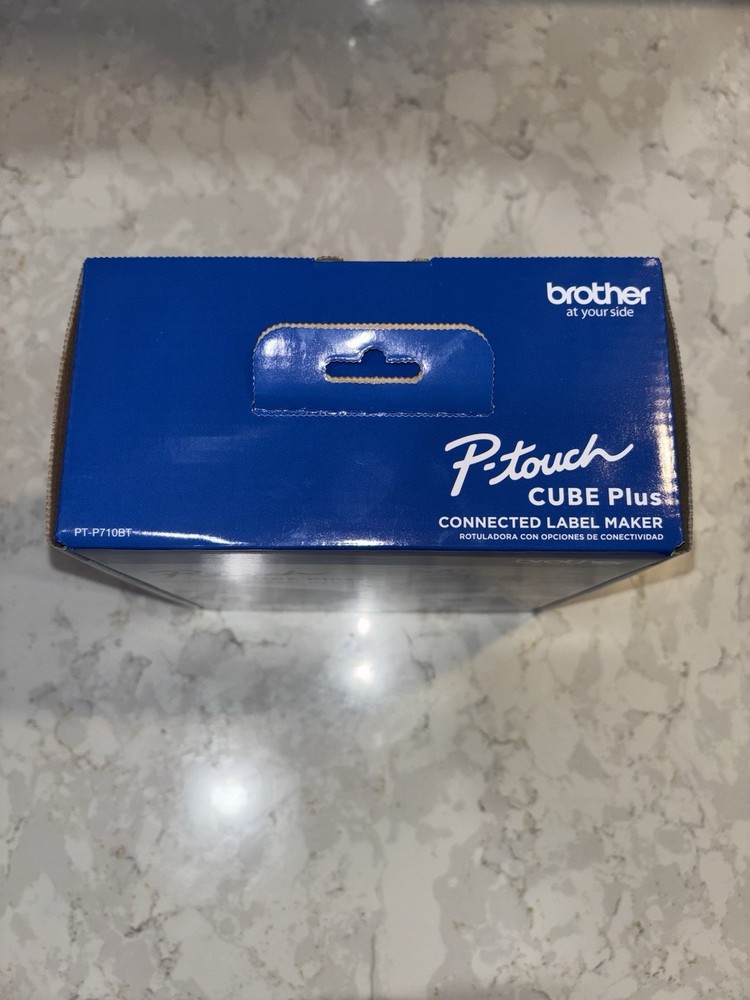 brother
at your side
P-touch
CUBE Plus
CONNECTED LABEL MAKER
ROTULADORA CON OPCIONES DE CONECTIVIDAD
PT-P710BT